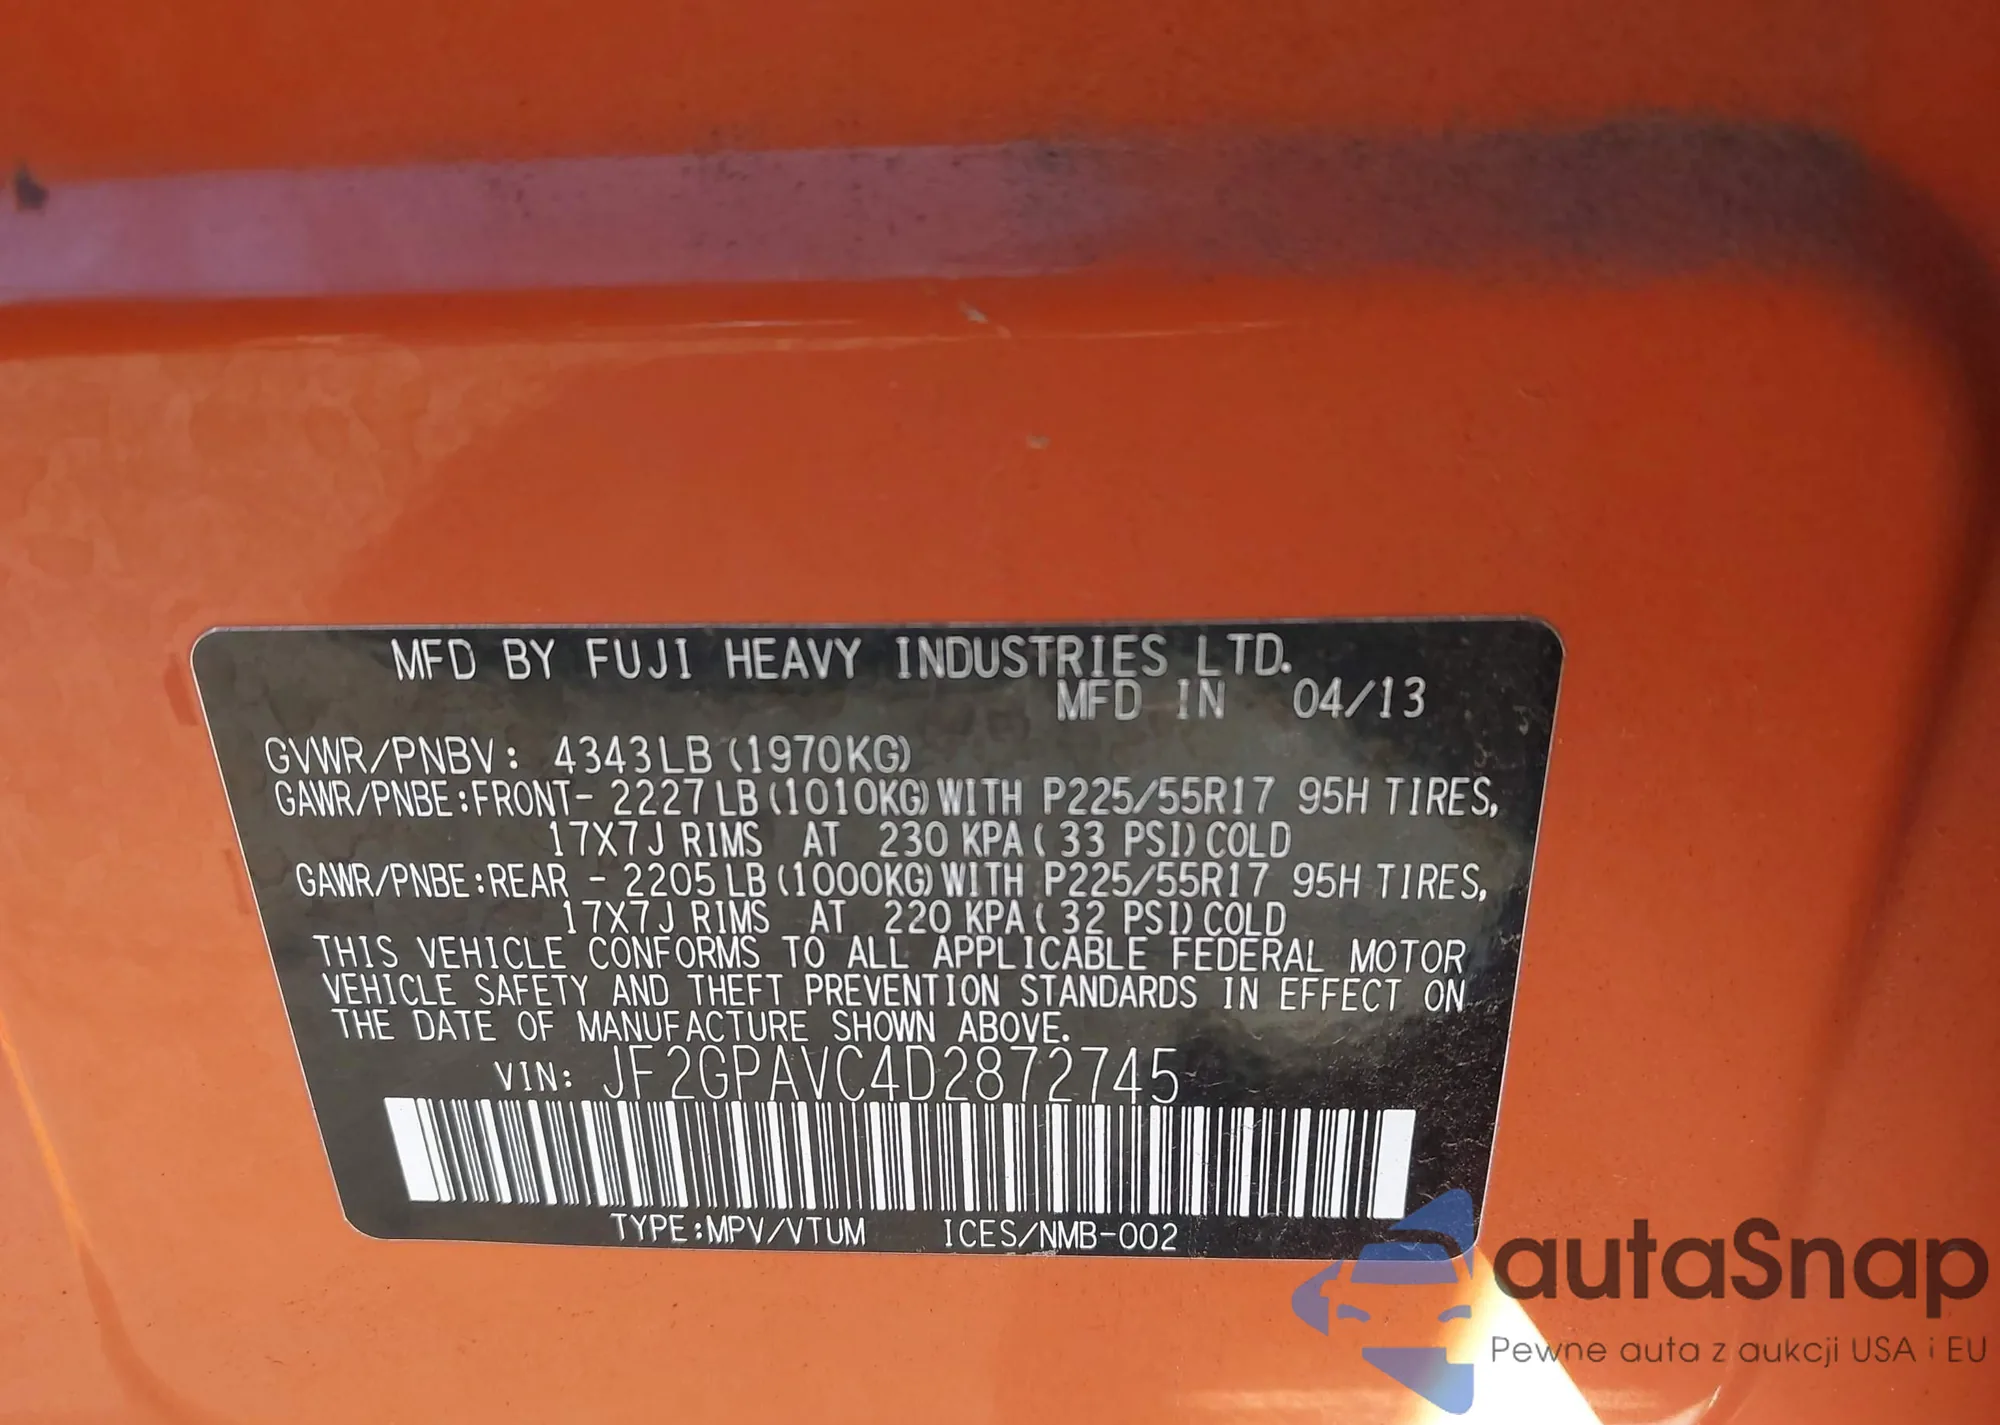 MFD BY FUJI HEAVY INDUSTRIES LTD.
MFD IN 04/13
GVWR/PNBV: 4343LB (1970KG)
GAWR/PNBE:FRONT- 2227LB(1010KG)WITH P225/55R17 95H TIRES,
17X7J RIMS AT 230 KPA( 33 PSI)COLD
GAWR/PNBE:REAR - 2205LB(1000KG)WITH P225/55R17 95H TIRES,
17X7J RIMS AT 220 KPA( 32 PSI)COLD
THIS VEHICLE CONFORMS TO ALL APPLICABLE FEDERAL MOTOR
VEHICLE SAFETY AND THEFT PREVENTION STANDARDS IN EFFECT ON
THE DATE OF MANUFACTURE SHOWN ABOVE.
VIN: JF2GPAVC4D2872745
TYPE:MPV/VTUM ICES/NMB-002
autaSnap
Pewne auta z aukcji USA i EU